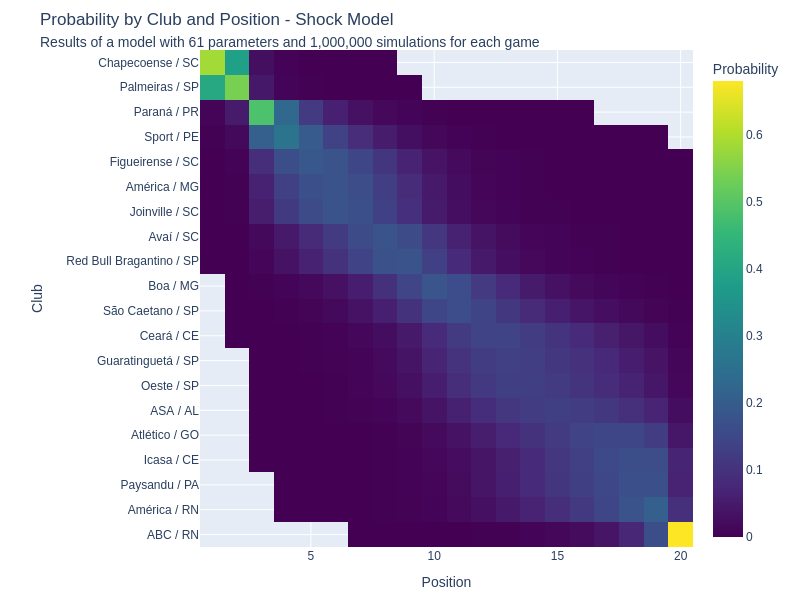 Probability by Club and Position - Shock Model
Results of a model with 61 parameters and 1,000,000 simulations for each game
Probability
Chapecoense / SC
Palmeiras / SP
Paraná / PR
Sport / PE
Figueirense / SC
América / MG
Joinville / SC
Avaí / SC
Red Bull Bragantino / SP
Boa / MG
São Caetano / SP
Ceará / CE
Guaratinguetá / SP
Oeste / SP
ASA / AL
Atlético / GO
Icasa / CE
Paysandu / PA
América / RN
ABC / RN
Club
5
10
15
20
Position
0.6
0.5
0.4
0.3
0.2
0.1
0